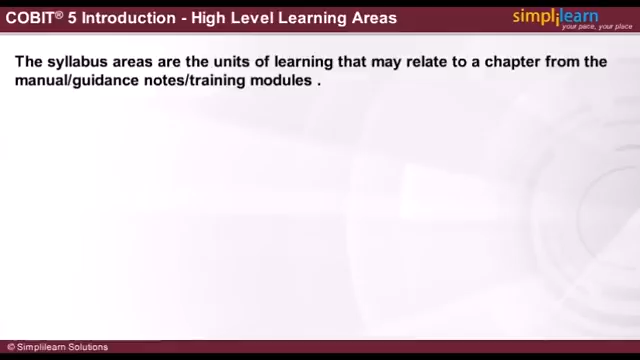 COBIT® 5 Introduction - High Level Learning Areas
simplilearn
your pace, your place
The syllabus areas are the units of learning that may relate to a chapter from the
manual/guidance notes/training modules .
© Simplilearn Solutions